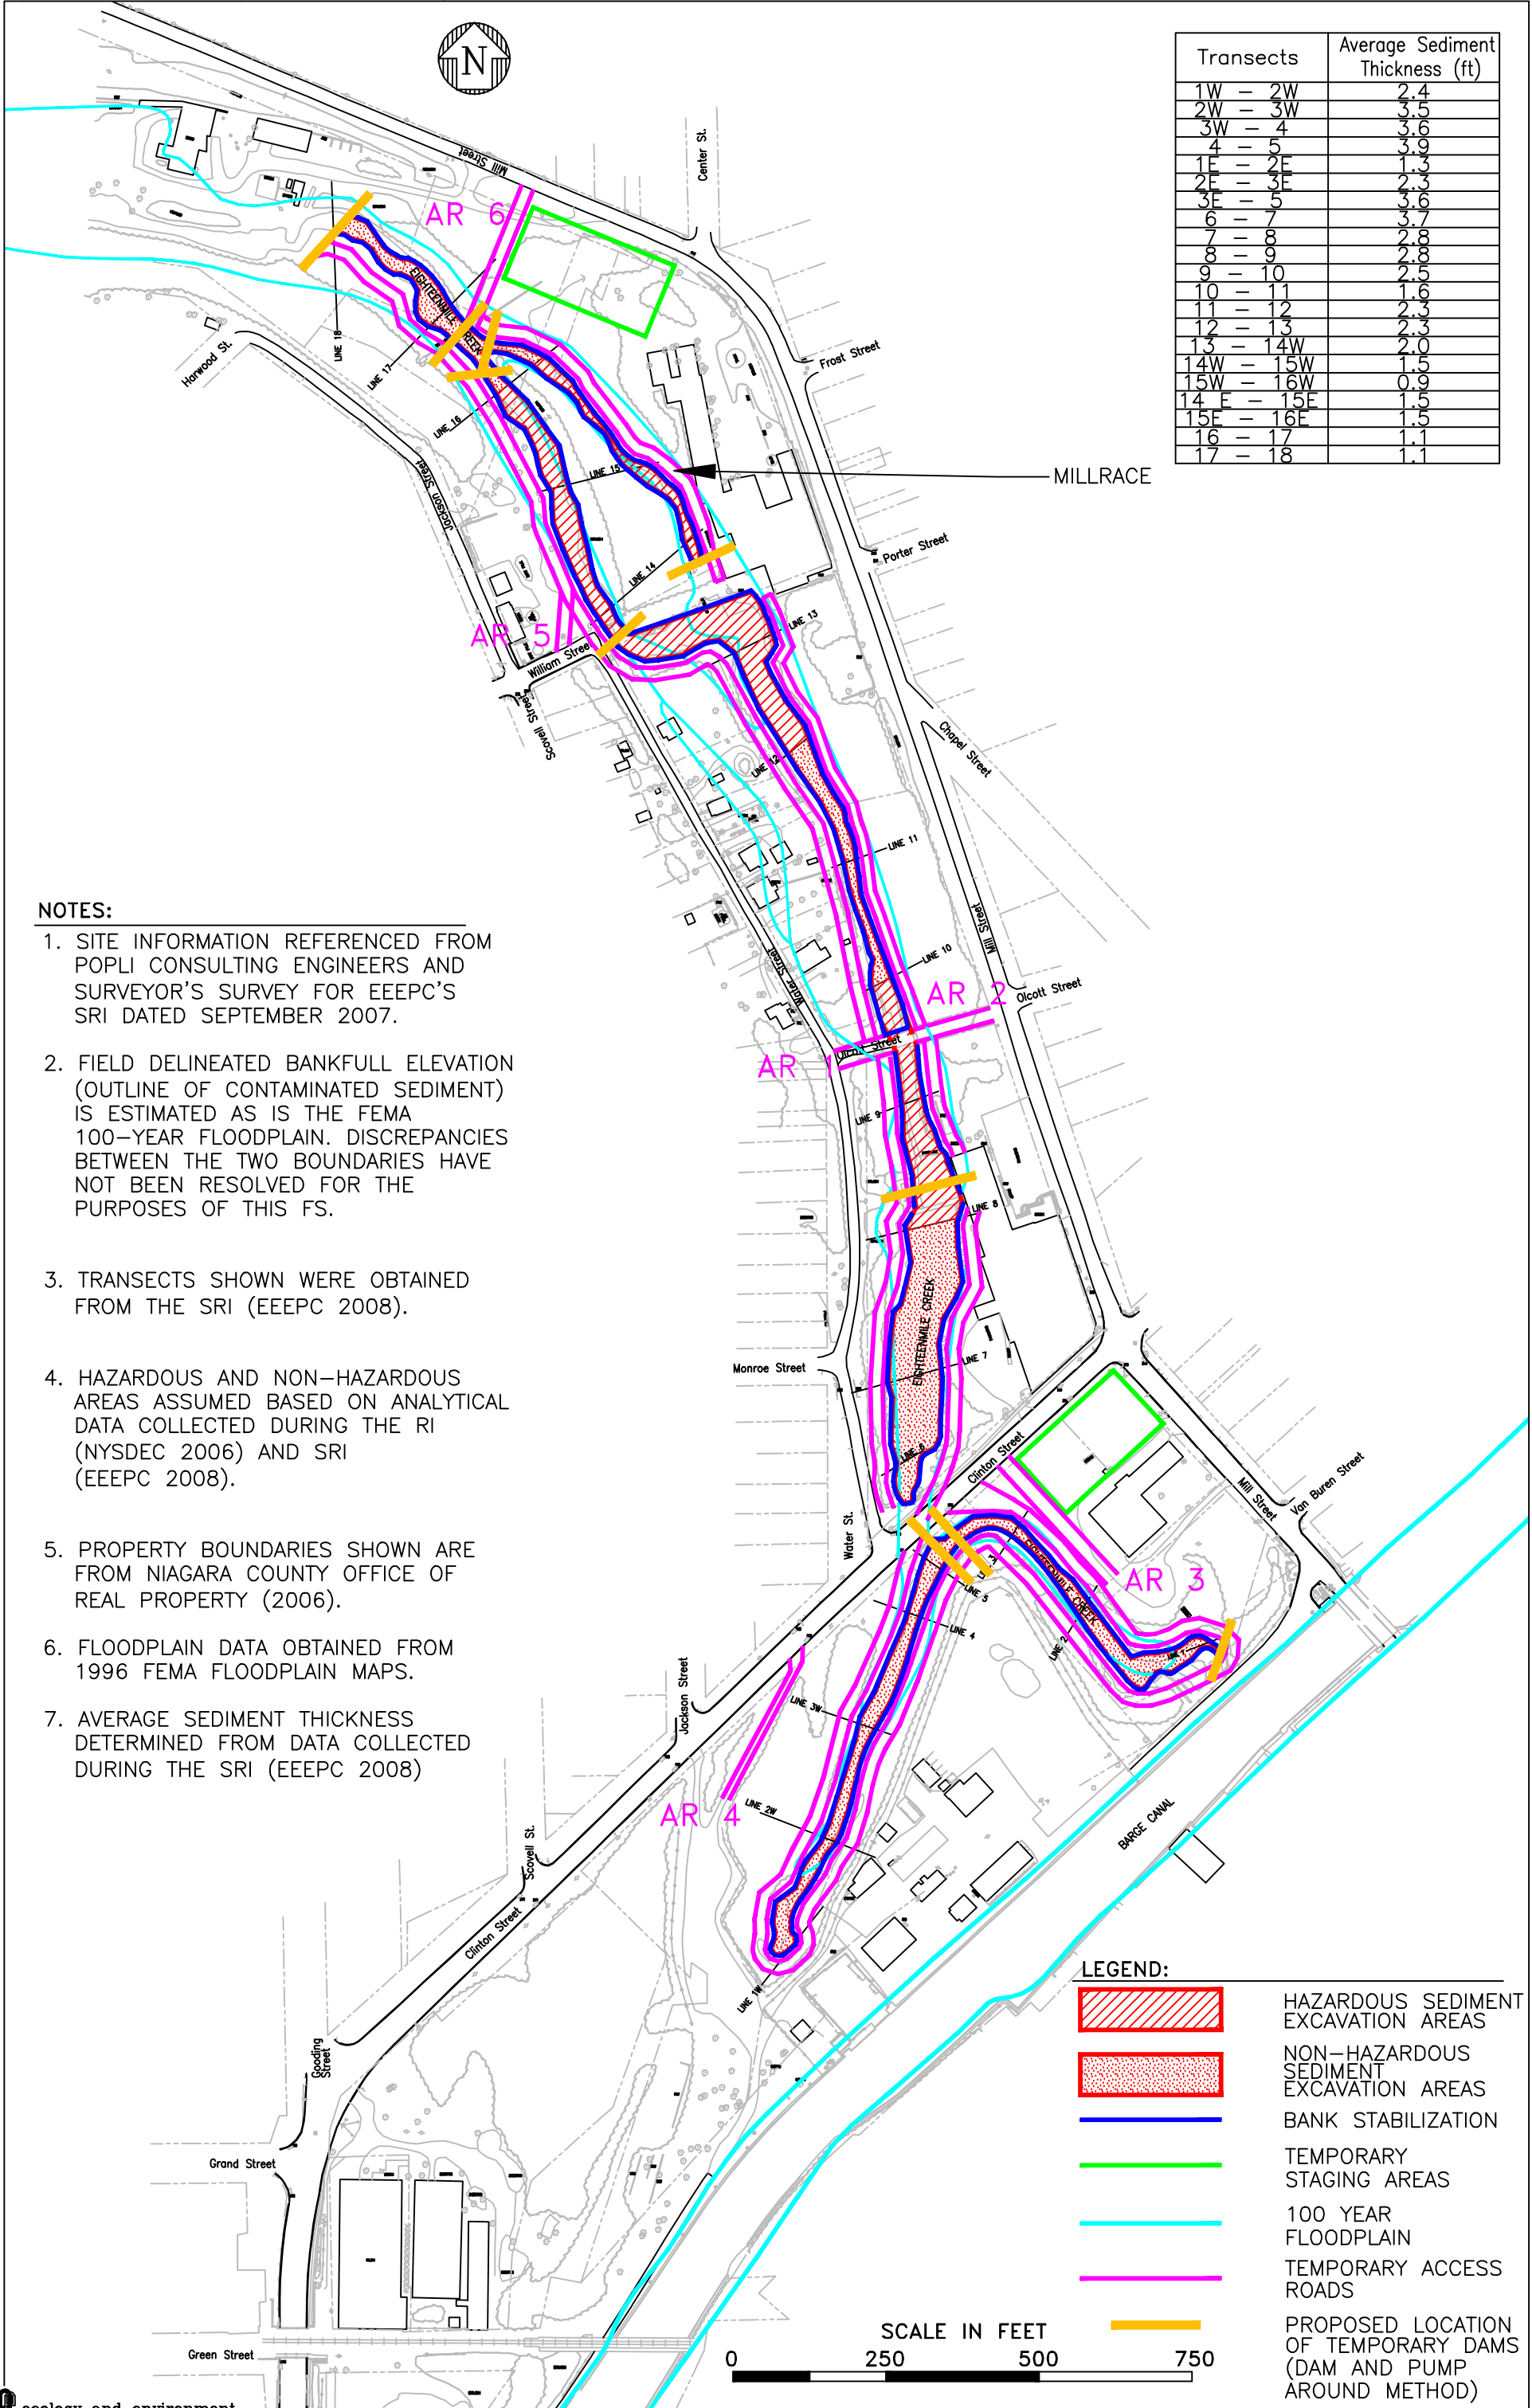 N
Transects
Average Sediment
Thickness (ft)
1W – 2W 2.4
2W – 3W 3.5
3W – 4 3.6
4 – 5 3.9
1E – 2E 1.3
2E – 3E 2.3
3E – 5 3.6
6 – 7 3.7
7 – 8 2.8
8 – 9 2.8
9 – 10 2.5
10 – 11 1.6
11 – 12 2.3
12 – 13 2.3
13 – 14W 2.0
14W – 15W 1.5
15W – 16W 0.9
14 E – 15E 1.5
15E – 16E 1.5
16 – 17 1.1
17 – 18 1.1
Mill Street
Center St.
AR 6
EIGHTEENMILE
CREEK
LINE 18
LINE 17
LINE 16
Harwood St.
Frost Street
Jackson Street
LINE 15
MILLRACE
Porter Street
LINE 14
AR 5
William Street
LINE 13
Scovell Street
Chapel Street
LINE 12
LINE 11
Mill Street
Water Street
LINE 10
AR 2
Olcott Street
AR 1
Olcott Street
LINE 9
LINE 8
EIGHTEENMILE CREEK
Monroe Street
LINE 7
LINE 6
Clinton Street
Mill Street
Van Buren Street
Water St.
LINE 5
AR 3
EIGHTEENMILE CREEK
LINE 4
LINE 2
Jackson Street
LINE 3W
LINE 2W
AR 4
BARGE CANAL
Scovell St.
Clinton Street
LINE 1W
Gooding
Street
Grand Street
Green Street
NOTES:
1. SITE INFORMATION REFERENCED FROM
POPLI CONSULTING ENGINEERS AND
SURVEYOR'S SURVEY FOR EEEPC'S
SRI DATED SEPTEMBER 2007.
2. FIELD DELINEATED BANKFULL ELEVATION
(OUTLINE OF CONTAMINATED SEDIMENT)
IS ESTIMATED AS IS THE FEMA
100–YEAR FLOODPLAIN. DISCREPANCIES
BETWEEN THE TWO BOUNDARIES HAVE
NOT BEEN RESOLVED FOR THE
PURPOSES OF THIS FS.
3. TRANSECTS SHOWN WERE OBTAINED
FROM THE SRI (EEEPC 2008).
4. HAZARDOUS AND NON–HAZARDOUS
AREAS ASSUMED BASED ON ANALYTICAL
DATA COLLECTED DURING THE RI
(NYSDEC 2006) AND SRI
(EEEPC 2008).
5. PROPERTY BOUNDARIES SHOWN ARE
FROM NIAGARA COUNTY OFFICE OF
REAL PROPERTY (2006).
6. FLOODPLAIN DATA OBTAINED FROM
1996 FEMA FLOODPLAIN MAPS.
7. AVERAGE SEDIMENT THICKNESS
DETERMINED FROM DATA COLLECTED
DURING THE SRI (EEEPC 2008)
LEGEND:
HAZARDOUS SEDIMENT
EXCAVATION AREAS
NON–HAZARDOUS
SEDIMENT
EXCAVATION AREAS
BANK STABILIZATION
TEMPORARY
STAGING AREAS
100 YEAR
FLOODPLAIN
TEMPORARY ACCESS
ROADS
PROPOSED LOCATION
OF TEMPORARY DAMS
(DAM AND PUMP
AROUND METHOD)
SCALE IN FEET
0 250 500 750
ecology and environment